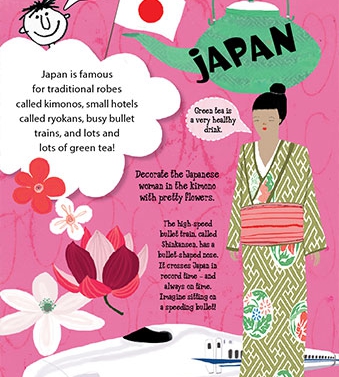 JAPAN
Japan is famous
for traditional robes
called kimonos, small hotels
called ryokans, busy bullet
trains, and lots and
lots of green tea!
Green tea is
a very healthy
drink.
Decorate the Japanese
woman in the kimono
with pretty flowers.
The high-speed
bullet train, called
Shinkansen, has a
bullet-shaped nose.
It crosses Japan in
record time – and
always on time.
Imagine sitting on
a speeding bullet!